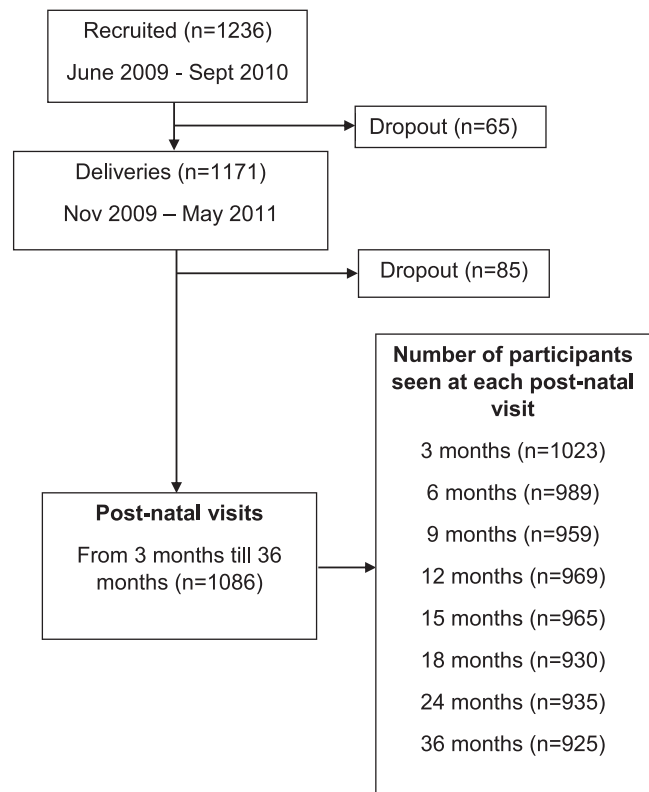 Recruited (n=1236)
June 2009 - Sept 2010
Dropout (n=65)
Deliveries (n=1171)
Nov 2009 – May 2011
Dropout (n=85)
Number of participants
seen at each post-natal
visit
3 months (n=1023)
6 months (n=989)
9 months (n=959)
12 months (n=969)
15 months (n=965)
18 months (n=930)
24 months (n=935)
36 months (n=925)
Post-natal visits
From 3 months till 36
months (n=1086)